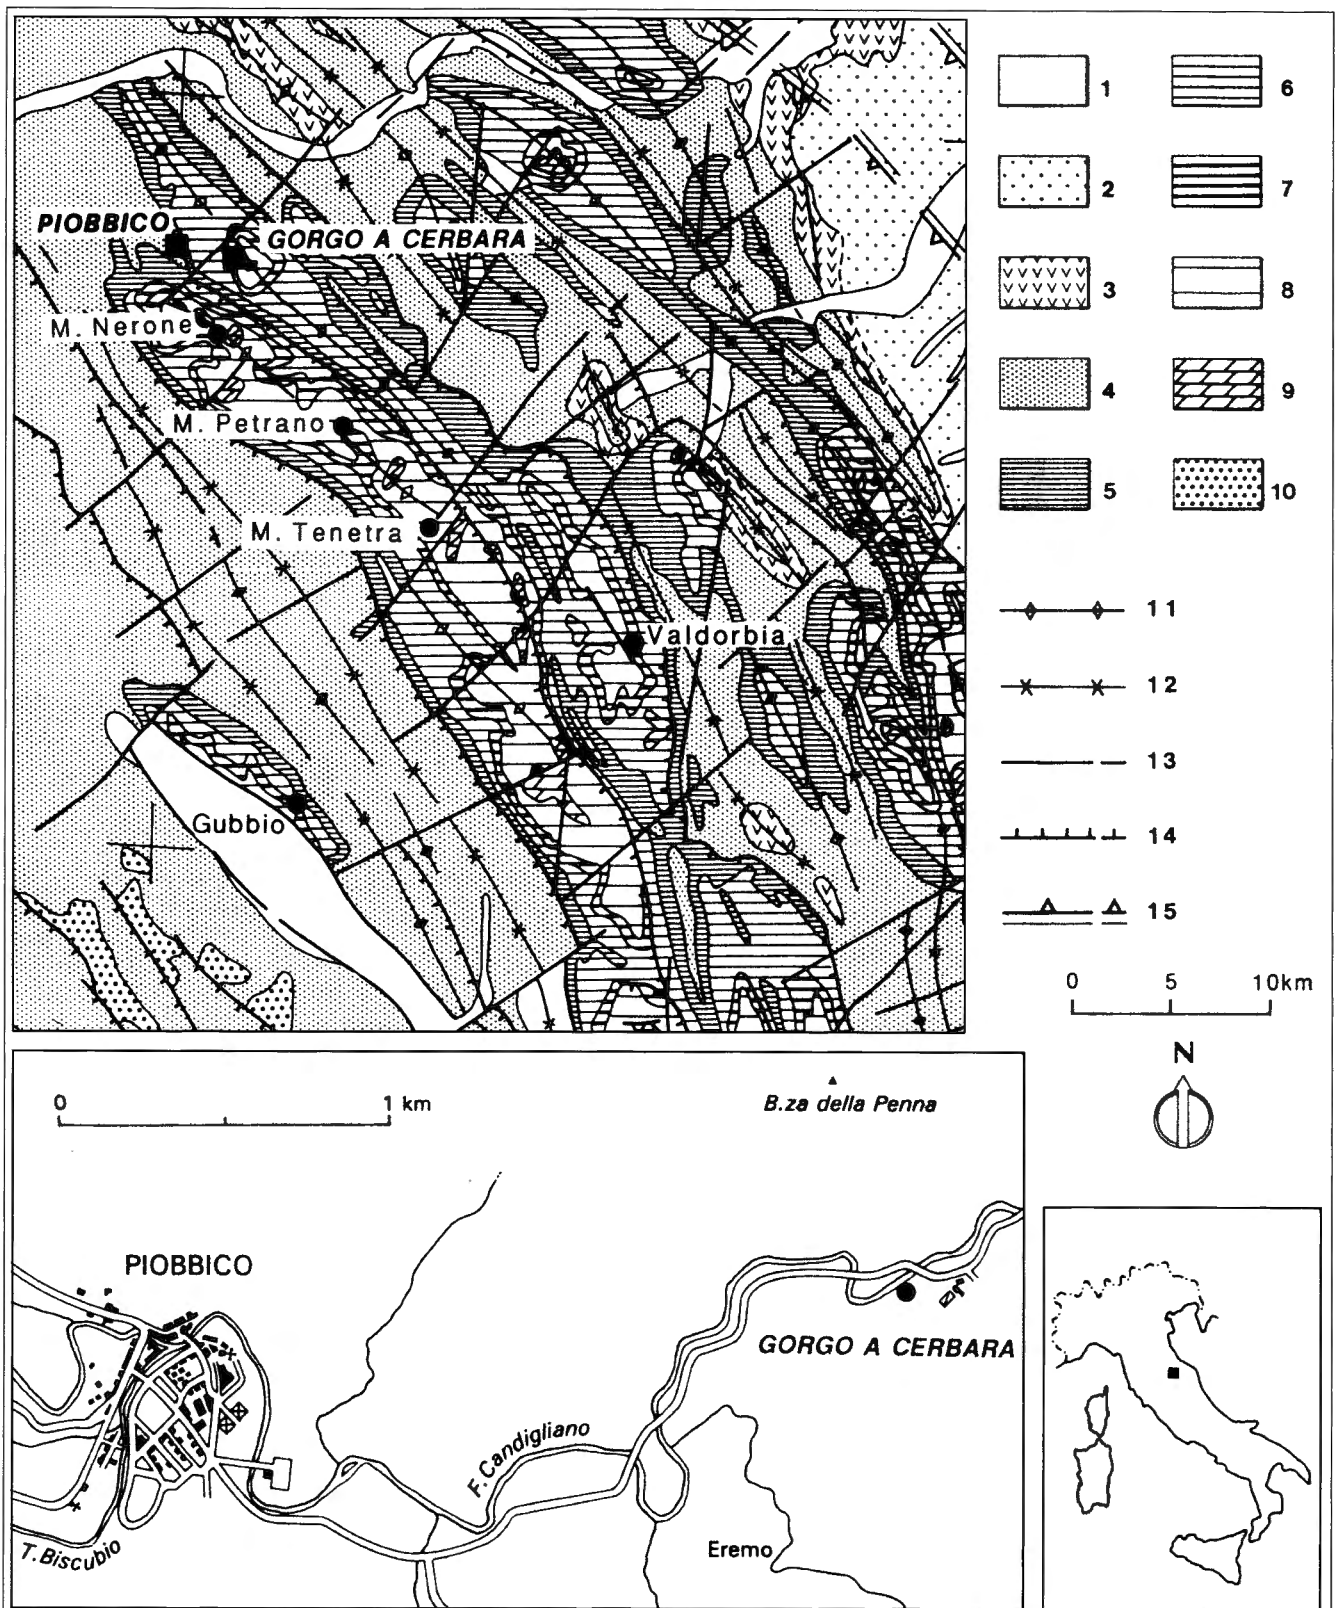 PIOBBICO
GORGO A CERBARA
M. Nerone
M. Petrano
M. Tenetra
Valdorbia
Gubbio
1
2
3
4
5
6
7
8
9
10
11
12
13
14
15
0 5 10km
N
0 1 km
B.za della Penna
PIOBBICO
GORGO A CERBARA
F. Candigliano
T. Biscubio
Eremo